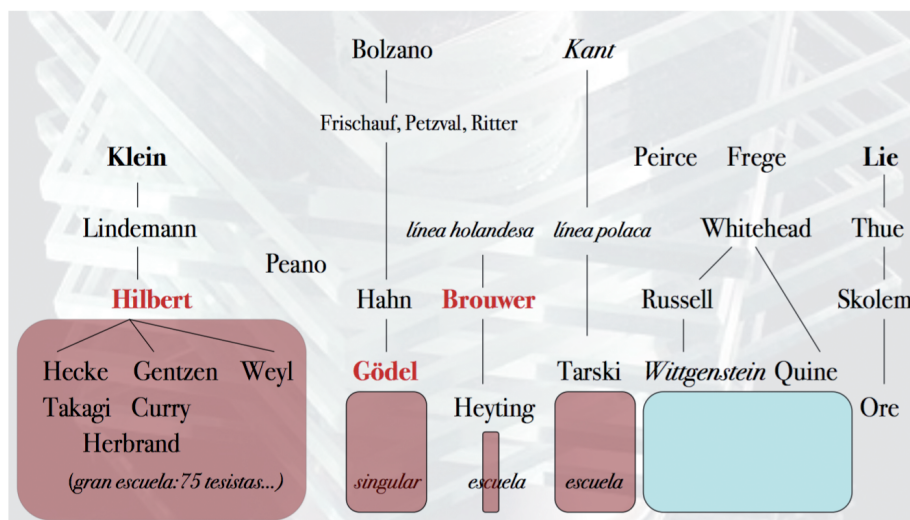 Bolzano
Kant
Frischauf, Petzval, Ritter
Klein
Peirce
Frege
Lie
Lindemann
línea holandesa
línea polaca
Whitehead
Thue
Peano
Hilbert
Hahn
Brouwer
Russell
Skolem
Hecke
Gentzen
Weyl
Gödel
Tarski
Wittgenstein
Quine
Takagi
Curry
Heyting
Ore
Herbrand
(gran escuela:75 tesistas...)
singular
escuela
escuela